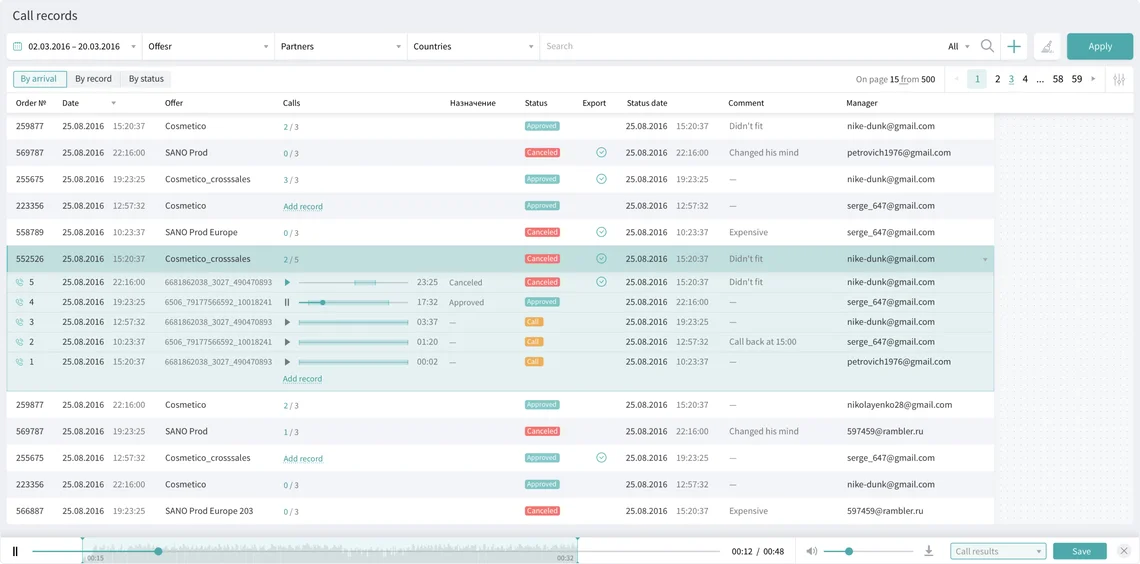 Call records
02.03.2016 – 20.03.2016 Offesr Partners Countries Search All Apply
By arrival By record By status On page 15 from 500 1 2 3 4 ... 58 59
Order № Date Offer Calls Назначение Status Export Status date Comment Manager
259877 25.08.2016 15:20:37 Cosmetico 2 / 3 Approved 25.08.2016 15:20:37 Didn't fit nike-dunk@gmail.com
569787 25.08.2016 22:16:00 SANO Prod 0 / 3 Canceled 25.08.2016 22:16:00 Changed his mind petrovich1976@gmail.com
255675 25.08.2016 19:23:25 Cosmetico_crosssales 3 / 3 Approved 25.08.2016 19:23:25 — nike-dunk@gmail.com
223356 25.08.2016 12:57:32 Cosmetico Add record Approved 25.08.2016 12:57:32 — serge_647@gmail.com
558789 25.08.2016 10:23:37 SANO Prod Europe 0 / 3 Canceled 25.08.2016 10:23:37 Expensive serge_647@gmail.com
552526 25.08.2016 15:20:37 Cosmetico_crosssales 2 / 5 Canceled 25.08.2016 15:20:37 Didn't fit nike-dunk@gmail.com
5 25.08.2016 22:16:00 6681862038_3027_490470893 23:25 Canceled Canceled 25.08.2016 15:20:37 Didn't fit nike-dunk@gmail.com
4 25.08.2016 19:23:25 6506_79177566592_10018241 17:32 Approved Approved 25.08.2016 22:16:00 — serge_647@gmail.com
3 25.08.2016 12:57:32 6681862038_3027_490470893 03:37 — Call 25.08.2016 19:23:25 — nike-dunk@gmail.com
2 25.08.2016 10:23:37 6506_79177566592_10018241 01:20 — Call 25.08.2016 12:57:32 Call back at 15:00 serge_647@gmail.com
1 25.08.2016 15:20:37 6681862038_3027_490470893 00:02 — Call 25.08.2016 10:23:37 — petrovich1976@gmail.com
Add record
259877 25.08.2016 22:16:00 Cosmetico 2 / 3 Approved 25.08.2016 15:20:37 — nikolayenko28@gmail.com
569787 25.08.2016 19:23:25 SANO Prod 1 / 3 Canceled 25.08.2016 22:16:00 Changed his mind 597459@rambler.ru
255675 25.08.2016 12:57:32 Cosmetico_crosssales Add record Approved 25.08.2016 19:23:25 — serge_647@gmail.com
223356 25.08.2016 12:57:32 Cosmetico 0 / 3 Approved 25.08.2016 12:57:32 — nike-dunk@gmail.com
566887 25.08.2016 19:23:25 SANO Prod Europe 203 0 / 3 Canceled 25.08.2016 15:20:37 Expensive 597459@rambler.ru
00:15 00:32 00:12 / 00:48 Call results Save